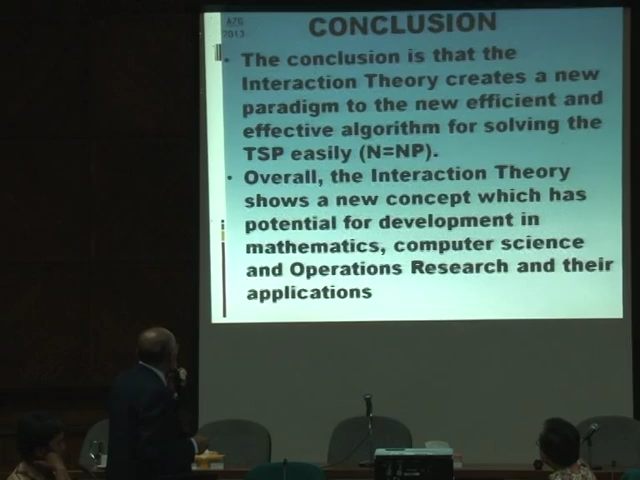 A7G
2013
CONCLUSION
• The conclusion is that the
Interaction Theory creates a new
paradigm to the new efficient and
effective algorithm for solving the
TSP easily (N=NP).
• Overall, the Interaction Theory
shows a new concept which has
potential for development in
mathematics, computer science
and Operations Research and their
applications